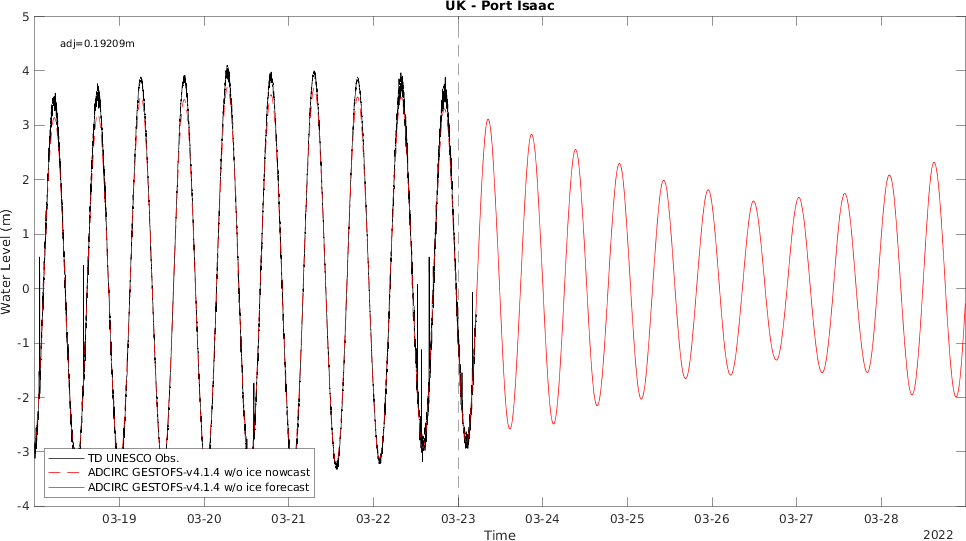 UK - Port Isaac
adj=0.19209m
Water Level (m)
5
4
3
2
1
0
-1
-2
-3
-4
TD UNESCO Obs.
ADCIRC GESTOFS-v4.1.4 w/o ice nowcast
ADCIRC GESTOFS-v4.1.4 w/o ice forecast
03-19 03-20 03-21 03-22 03-23 03-24 03-25 03-26 03-27 03-28
Time
2022